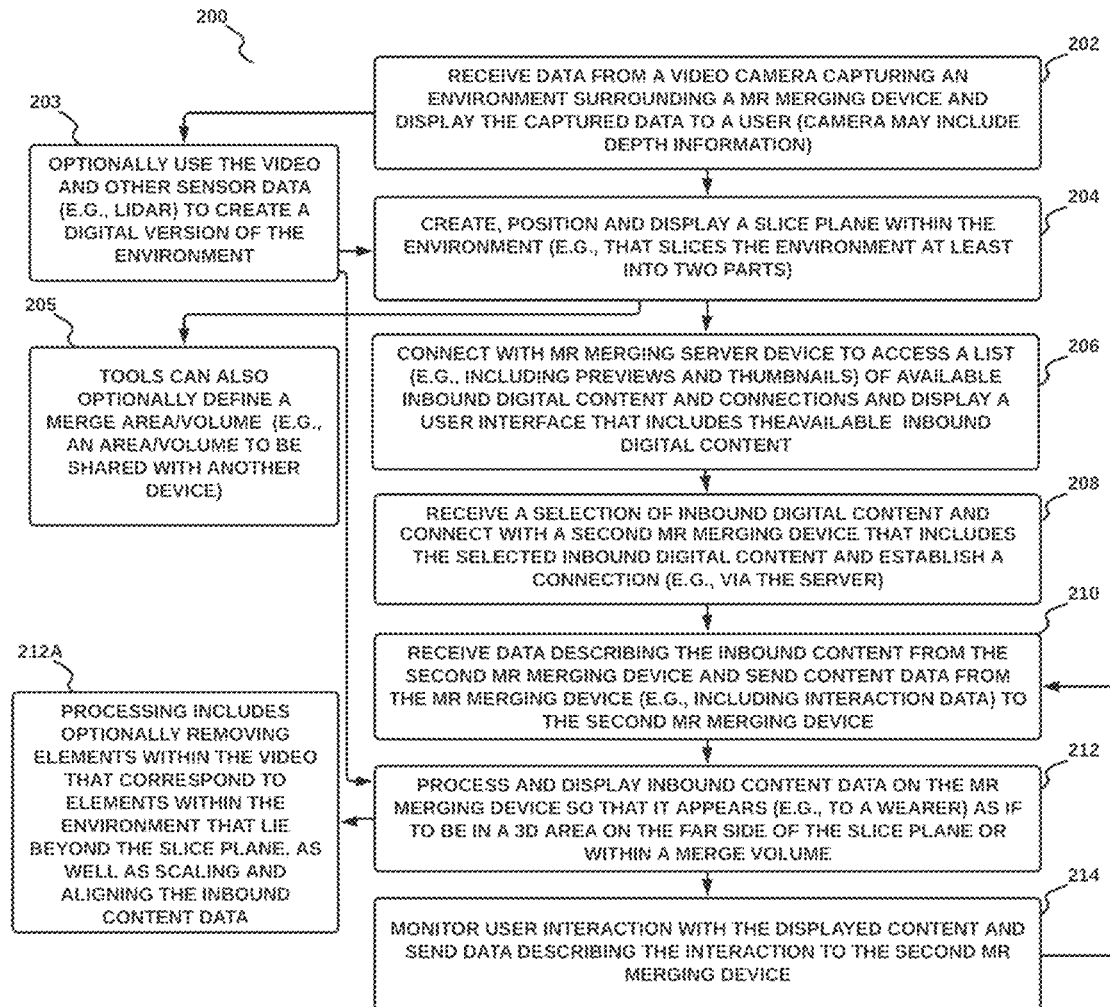 200
202
RECEIVE DATA FROM A VIDEO CAMERA CAPTURING AN
ENVIRONMENT SURROUNDING A MR MERGING DEVICE AND
DISPLAY THE CAPTURED DATA TO A USER (CAMERA MAY INCLUDE
DEPTH INFORMATION)
203
OPTIONALLY USE THE VIDEO
AND OTHER SENSOR DATA
(E.G., LIDAR) TO CREATE A
DIGITAL VERSION OF THE
ENVIRONMENT
204
CREATE, POSITION AND DISPLAY A SLICE PLANE WITHIN THE
ENVIRONMENT (E.G., THAT SLICES THE ENVIRONMENT AT LEAST
INTO TWO PARTS)
205
TOOLS CAN ALSO
OPTIONALLY DEFINE A
MERGE AREA/VOLUME (E.G.,
AN AREA/VOLUME TO BE
SHARED WITH ANOTHER
DEVICE)
206
CONNECT WITH MR MERGING SERVER DEVICE TO ACCESS A LIST
(E.G., INCLUDING PREVIEWS AND THUMBNAILS) OF AVAILABLE
INBOUND DIGITAL CONTENT AND CONNECTIONS AND DISPLAY A
USER INTERFACE THAT INCLUDES THEAVAILABLE INBOUND
DIGITAL CONTENT
208
RECEIVE A SELECTION OF INBOUND DIGITAL CONTENT AND
CONNECT WITH A SECOND MR MERGING DEVICE THAT INCLUDES
THE SELECTED INBOUND DIGITAL CONTENT AND ESTABLISH A
CONNECTION (E.G., VIA THE SERVER)
210
RECEIVE DATA DESCRIBING THE INBOUND CONTENT FROM THE
SECOND MR MERGING DEVICE AND SEND CONTENT DATA FROM
THE MR MERGING DEVICE (E.G., INCLUDING INTERACTION DATA) TO
THE SECOND MR MERGING DEVICE
212
PROCESS AND DISPLAY INBOUND CONTENT DATA ON THE MR
MERGING DEVICE SO THAT IT APPEARS (E.G., TO A WEARER) AS IF
TO BE IN A 3D AREA ON THE FAR SIDE OF THE SLICE PLANE OR
WITHIN A MERGE VOLUME
212A
PROCESSING INCLUDES
OPTIONALLY REMOVING
ELEMENTS WITHIN THE VIDEO
THAT CORRESPOND TO
ELEMENTS WITHIN THE
ENVIRONMENT THAT LIE
BEYOND THE SLICE PLANE, AS
WELL AS SCALING AND
ALIGNING THE INBOUND
CONTENT DATA
214
MONITOR USER INTERACTION WITH THE DISPLAYED CONTENT AND
SEND DATA DESCRIBING THE INTERACTION TO THE SECOND MR
MERGING DEVICE